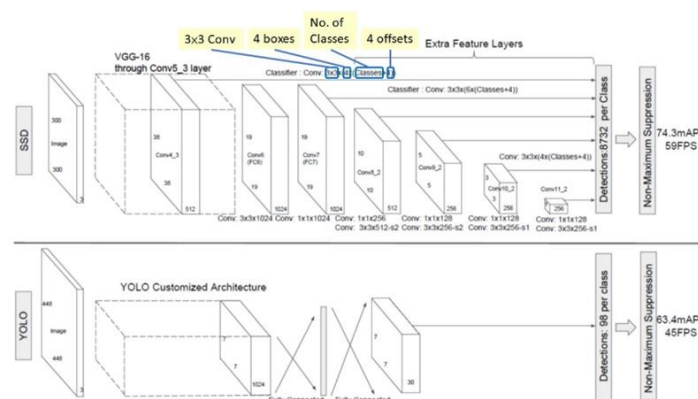 No. of
Classes
3x3 Conv
4 boxes
4 offsets
Extra Feature Layers
VGG-16
through Conv5_3 layer
Classifier : Conv: 3x3x(4x(Classes+4))
Classifier : Conv: 3x3x(6x(Classes+4))
SSD
300
Image
300
3
38
Conv4_3
38
512
19
Conv6
(FC6)
19
1024
19
Conv7
(FC7)
19
1024
10
Conv8_2
10
512
5
Conv9_2
5
256
Conv: 3x3x(4x(Classes+4))
3
Conv10_2
3
256
Conv11_2
256
Detections:8732 per Class
Non-Maximum Suppression
74.3mAP
59FPS
Conv: 3x3x1024
Conv: 1x1x1024
Conv: 1x1x256
Conv: 3x3x512-s2
Conv: 1x1x128
Conv: 3x3x256-s2
Conv: 1x1x128
Conv: 3x3x256-s1
Conv: 1x1x128
Conv: 3x3x256-s1
YOLO
YOLO Customized Architecture
448
Image
448
3
7
7
1024
7
7
30
Fully Connected
Fully Connected
Detections: 98 per class
Non-Maximum Suppression
63.4mAP
45FPS